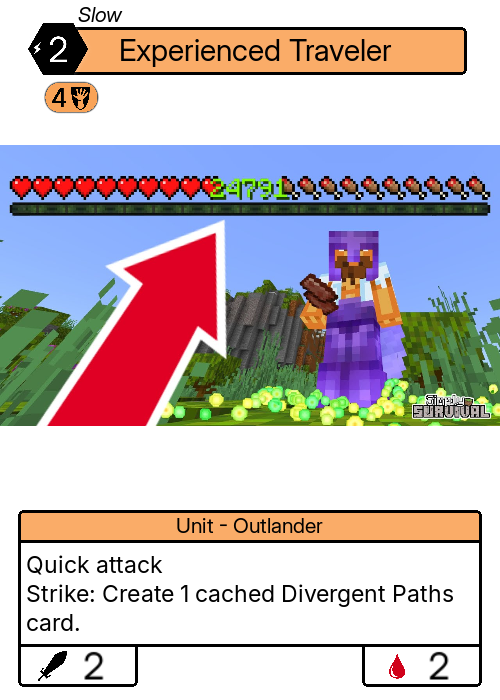 Slow
2
Experienced Traveler
4
24791
Simply
SURVIVAL
Unit - Outlander
Quick attack
Strike: Create 1 cached Divergent Paths
card.
2
2